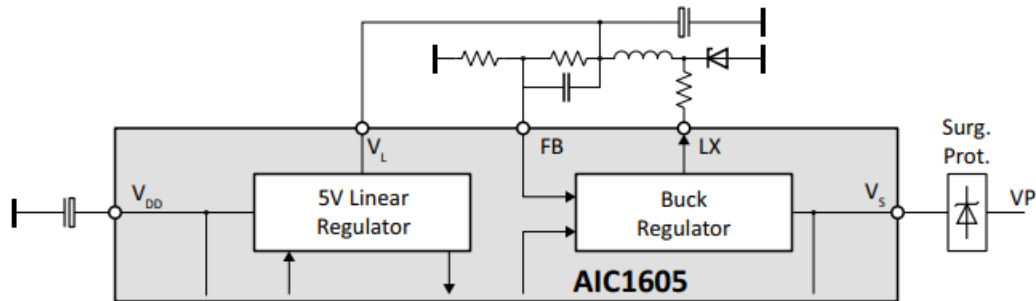 V_L
FB
LX
Surg.
Prot.
V_DD
5V Linear
Regulator
Buck
Regulator
V_S
VP
AIC1605